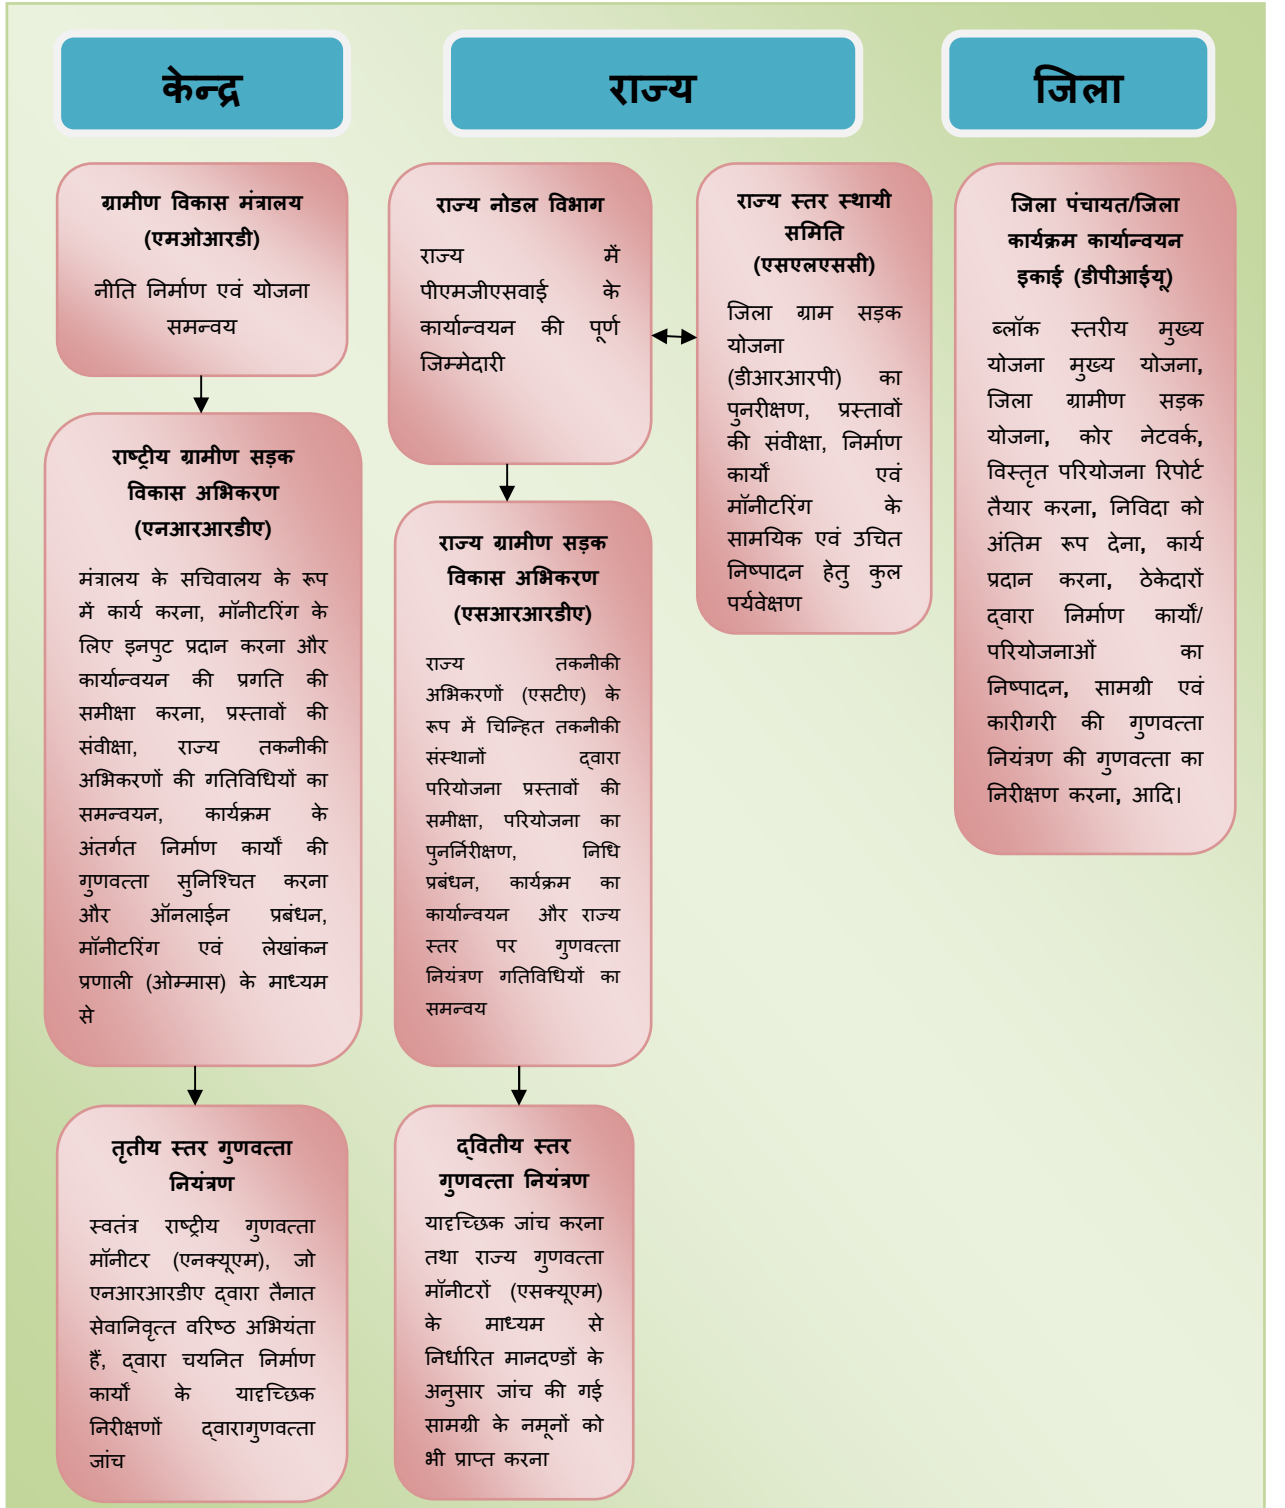 केन्द्र
राज्य
जिला
ग्रामीण विकास मंत्रालय
(एमओआरडी)
नीति निर्माण एवं योजना
समन्वय
राष्ट्रीय ग्रामीण सड़क
विकास अभिकरण
(एनआरआरडीए)
मंत्रालय के सचिवालय के रूप
में कार्य करना, मॉनीटरिंग के
लिए इनपुट प्रदान करना और
कार्यान्वयन की प्रगति की
समीक्षा करना, प्रस्तावों की
संवीक्षा, राज्य तकनीकी
अभिकरणों की गतिविधियों का
समन्वयन, कार्यक्रम के
अंतर्गत निर्माण कार्यों की
गुणवत्ता सुनिश्चित करना
और ऑनलाईन प्रबंधन,
मॉनीटरिंग एवं लेखांकन
प्रणाली (ओम्मास) के माध्यम
से
तृतीय स्तर गुणवत्ता
नियंत्रण
स्वतंत्र राष्ट्रीय गुणवत्ता
मॉनीटर (एनक्यूएम), जो
एनआरआरडीए द्वारा तैनात
सेवानिवृत्त वरिष्ठ अभियंता
हैं, द्वारा चयनित निर्माण
कार्यों के यादृच्छिक
निरीक्षणों द्वारागुणवत्ता
जांच
राज्य नोडल विभाग
राज्य में
पीएमजीएसवाई के
कार्यान्वयन की पूर्ण
जिम्मेदारी
राज्य ग्रामीण सड़क
विकास अभिकरण
(एसआरआरडीए)
राज्य तकनीकी
अभिकरणों (एसटीए) के
रूप में चिन्हित तकनीकी
संस्थानों द्वारा
परियोजना प्रस्तावों की
समीक्षा, परियोजना का
पुनर्निरीक्षण, निधि
प्रबंधन, कार्यक्रम का
कार्यान्वयन और राज्य
स्तर पर गुणवत्ता
नियंत्रण गतिविधियों का
समन्वय
द्वितीय स्तर
गुणवत्ता नियंत्रण
यादृच्छिक जांच करना
तथा राज्य गुणवत्ता
मॉनीटरों (एसक्यूएम)
के माध्यम से
निर्धारित मानदण्डों के
अनुसार जांच की गई
सामग्री के नमूनों को
भी प्राप्त करना
राज्य स्तर स्थायी
समिति
(एसएलएससी)
जिला ग्राम सड़क
योजना
(डीआरआरपी) का
पुनरीक्षण, प्रस्तावों
की संवीक्षा, निर्माण
कार्यों एवं
मॉनीटरिंग के
सामयिक एवं उचित
निष्पादन हेतु कुल
पर्यवेक्षण
जिला पंचायत/जिला
कार्यक्रम कार्यान्वयन
इकाई (डीपीआईयू)
ब्लॉक स्तरीय मुख्य
योजना मुख्य योजना,
जिला ग्रामीण सड़क
योजना, कोर नेटवर्क,
विस्तृत परियोजना रिपोर्ट
तैयार करना, निविदा को
अंतिम रूप देना, कार्य
प्रदान करना, ठेकेदारों
द्वारा निर्माण कार्यों/
परियोजनाओं का
निष्पादन, सामग्री एवं
कारीगरी की गुणवत्ता
नियंत्रण की गुणवत्ता का
निरीक्षण करना, आदि।